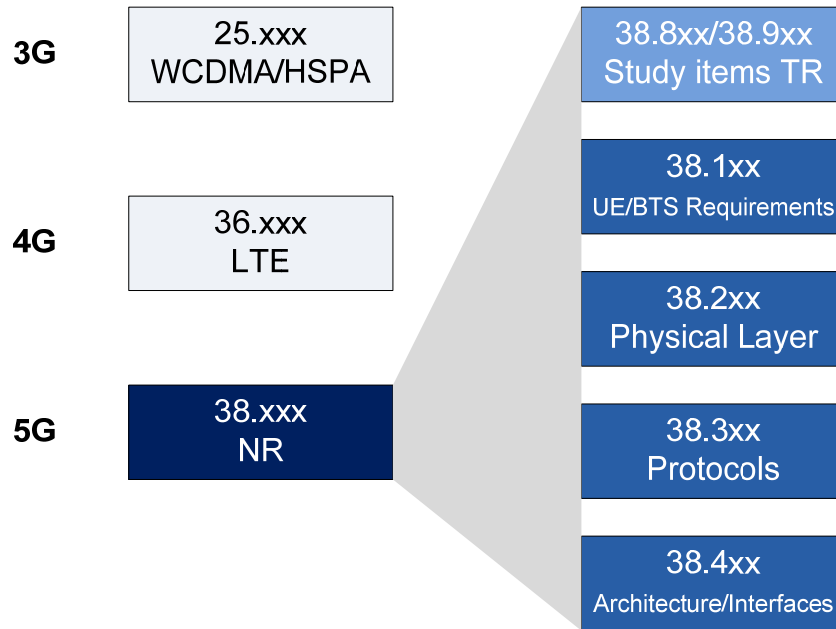 3G
25.xxx
WCDMA/HSPA
4G
36.xxx
LTE
5G
38.xxx
NR
38.8xx/38.9xx
Study items TR
38.1xx
UE/BTS Requirements
38.2xx
Physical Layer
38.3xx
Protocols
38.4xx
Architecture/Interfaces